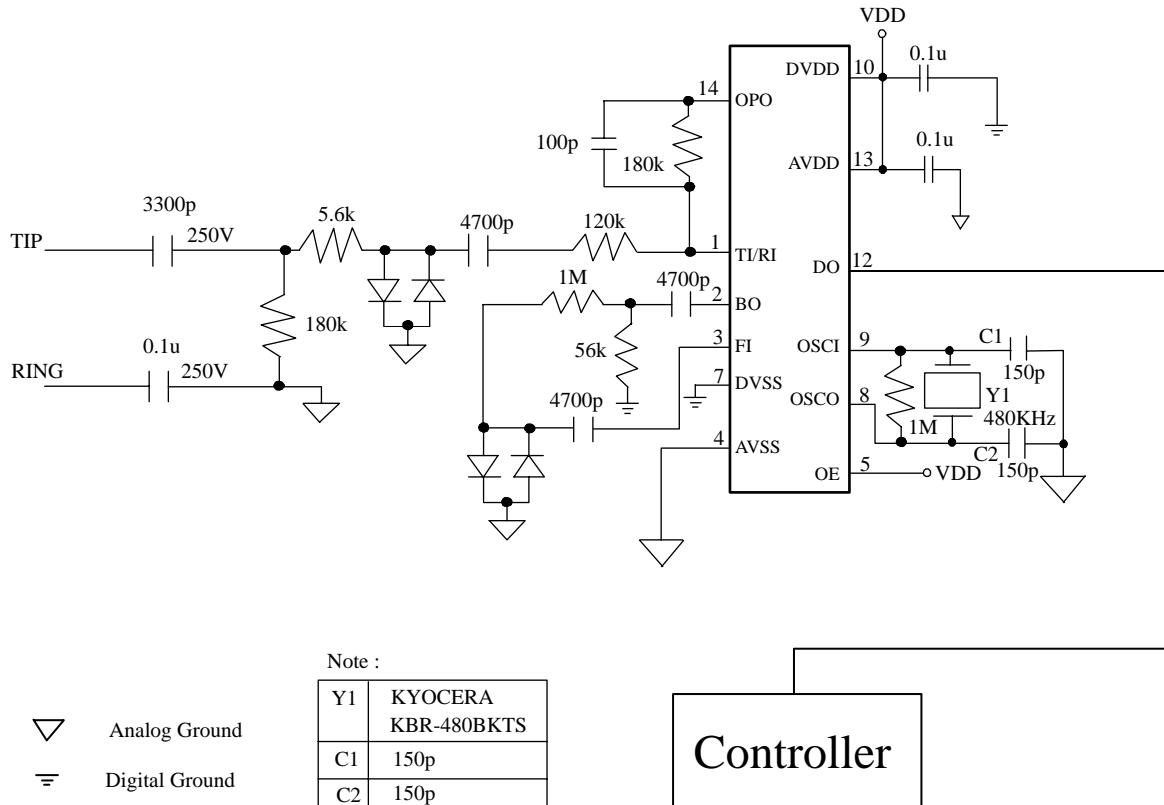 VDD
0.1u
DVDD
10
14
OPO
100p
180k
0.1u
AVDD
13
3300p
5.6k
4700p
120k
TIP
250V
1
TI/RI
DO
12
1M
4700p
2
BO
180k
56k
3
FI
OSCI
9
C1
150p
0.1u
RING
250V
7
DVSS
4700p
OSCO
8
Y1
480KHz
1M
C2
150p
4
AVSS
OE
5
VDD
Note :
Y1 KYOCERA
KBR-480BKTS
C1 150p
C2 150p
Analog Ground
Digital Ground
Controller